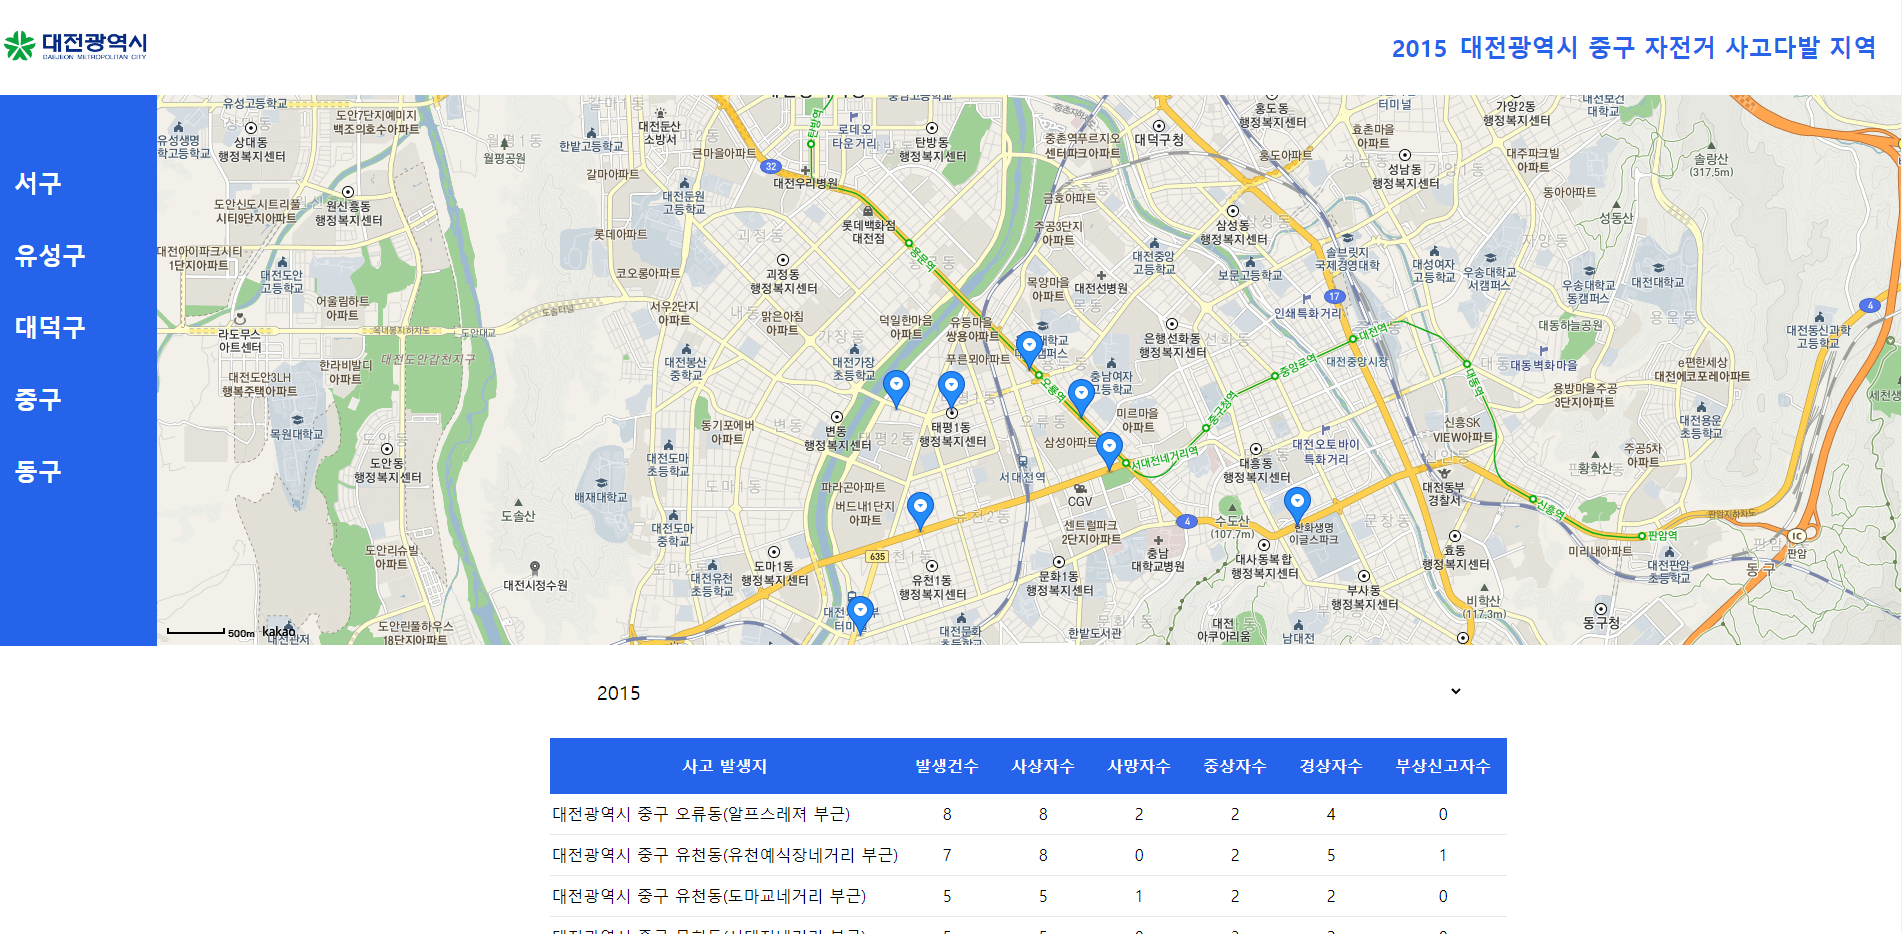 대전광역시
DAEJEON METROPOLITAN CITY
2015 대전광역시 중구 자전거 사고다발 지역
서구
유성구
대덕구
중구
동구
유성고등학교
대전7단지예미지
백조의호수아파트
상대동
행정복지센터
월평공원
한밭고등학교
대전둔산
소방서
큰마을아파트
갈마아파트
32
대전우리병원
탄방역
로데오
타운거리
탄방동
행정복지센터
중촌역푸르지오
센터파크아파트
대덕구청
홍도동
행정복지센터
효촌마을
아파트
가양2동
행정복지센터
홍도아파트
성남동
행정복지센터
대주파크빌
아파트
동아아파트
솔랑산
(317.5m)
성동산
원신흥동
행정복지센터
대전둔원
고등학교
롯데백화점
대전점
롯데아파트
코오롱아파트
용문역
괴정동
행정복지센터
금호아파트
주공3단지
아파트
목양마을
아파트
대전선병원
대전중앙
고등학교
삼성동
행정복지센터
보문고등학교
솔브릿지
국제경영대학
대성여자
고등학교
우송대학교
서캠퍼스
우송대학교
동캠퍼스
대전대학교
17
4
인쇄특화거리
대전아이파크시티
1단지아파트
대전도안
고등학교
어울림하트
아파트
라도무스
아트센터
한라비발디
아파트
대전도안갑천지구
도안대교
도솔터널
서우2단지
아파트
맑은아침
아파트
덕일한마음
아파트
유등마을
쌍용아파트
푸른뫼아파트
대전봉산
중학교
대전가장
초등학교
은행선화동
행정복지센터
충남여자
고등학교
오룡역
미르마을
아파트
삼성아파트
중구청역
중앙로역
대전역
대전중앙시장
대동역
대동하늘공원
대동벽화마을
대전동신과학
고등학교
e편한세상
대전에코포레아파트
용방마을주공
3단지아파트
대전용운
초등학교
대전도안3LH
행복주택아파트
목원대학교
도안동
행정복지센터
동기포에버
아파트
변동
행정복지센터
태평1동
행정복지센터
대전도마
초등학교
배재대학교
도솔산
파라곤아파트
버드내1단지
아파트
서대전역
서대전네거리역
CGV
센트럴파크
2단지아파트
충남
대학교병원
대흥동
행정복지센터
수도산
(107.7m)
대전오토바이
특화거리
한화생명
이글스파크
신흥SK
VIEW아파트
대전동부
경찰서
주공5차
아파트
황학산
신흥역
판암역
판암
미리내아파트
대전판암
초등학교
대전도마
중학교
도안리슈빌
아파트
대전시정수원
도마1동
행정복지센터
대전유천
초등학교
635
유천1동
행정복지센터
문화1동
행정복지센터
대사동복합
행정복지센터
부사동
행정복지센터
효동
행정복지센터
비학산
(117.3m)
동구청
도안린풀하우스
18단지아파트
대전문화
초등학교
한밭도서관
대전
아쿠아리움
남대전
500m
kakao
2015
사고 발생지 발생건수 사상자수 사망자수 중상자수 경상자수 부상신고자수
대전광역시 중구 오류동(알프스레져 부근) 8 8 2 2 4 0
대전광역시 중구 유천동(유천예식장네거리 부근) 7 8 0 2 5 1
대전광역시 중구 유천동(도마교네거리 부근) 5 5 1 2 2 0